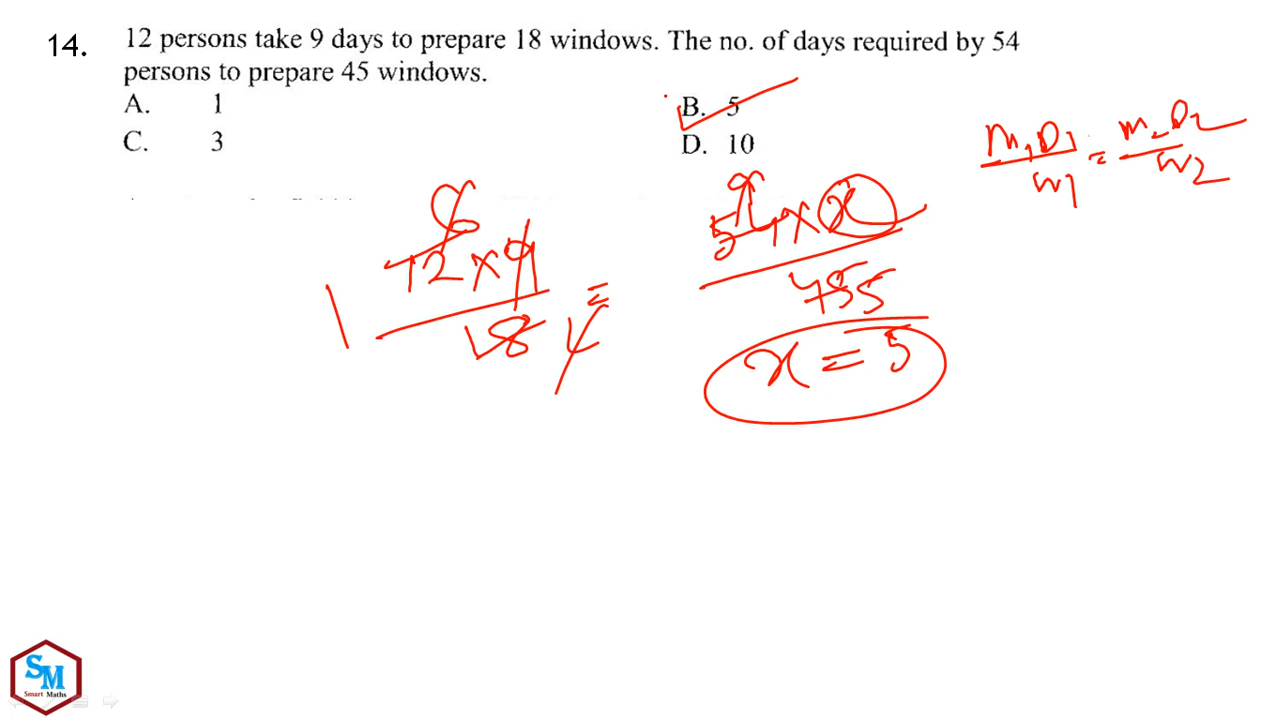 14. 12 persons take 9 days to prepare 18 windows. The no. of days required by 54
persons to prepare 45 windows.
A. 1 B. 5
C. 3 D. 10
M1D1/W1 = M2D2/W2
12 x 9 / 18 = 54 x x / 45
x = 5
SM
Smart Maths